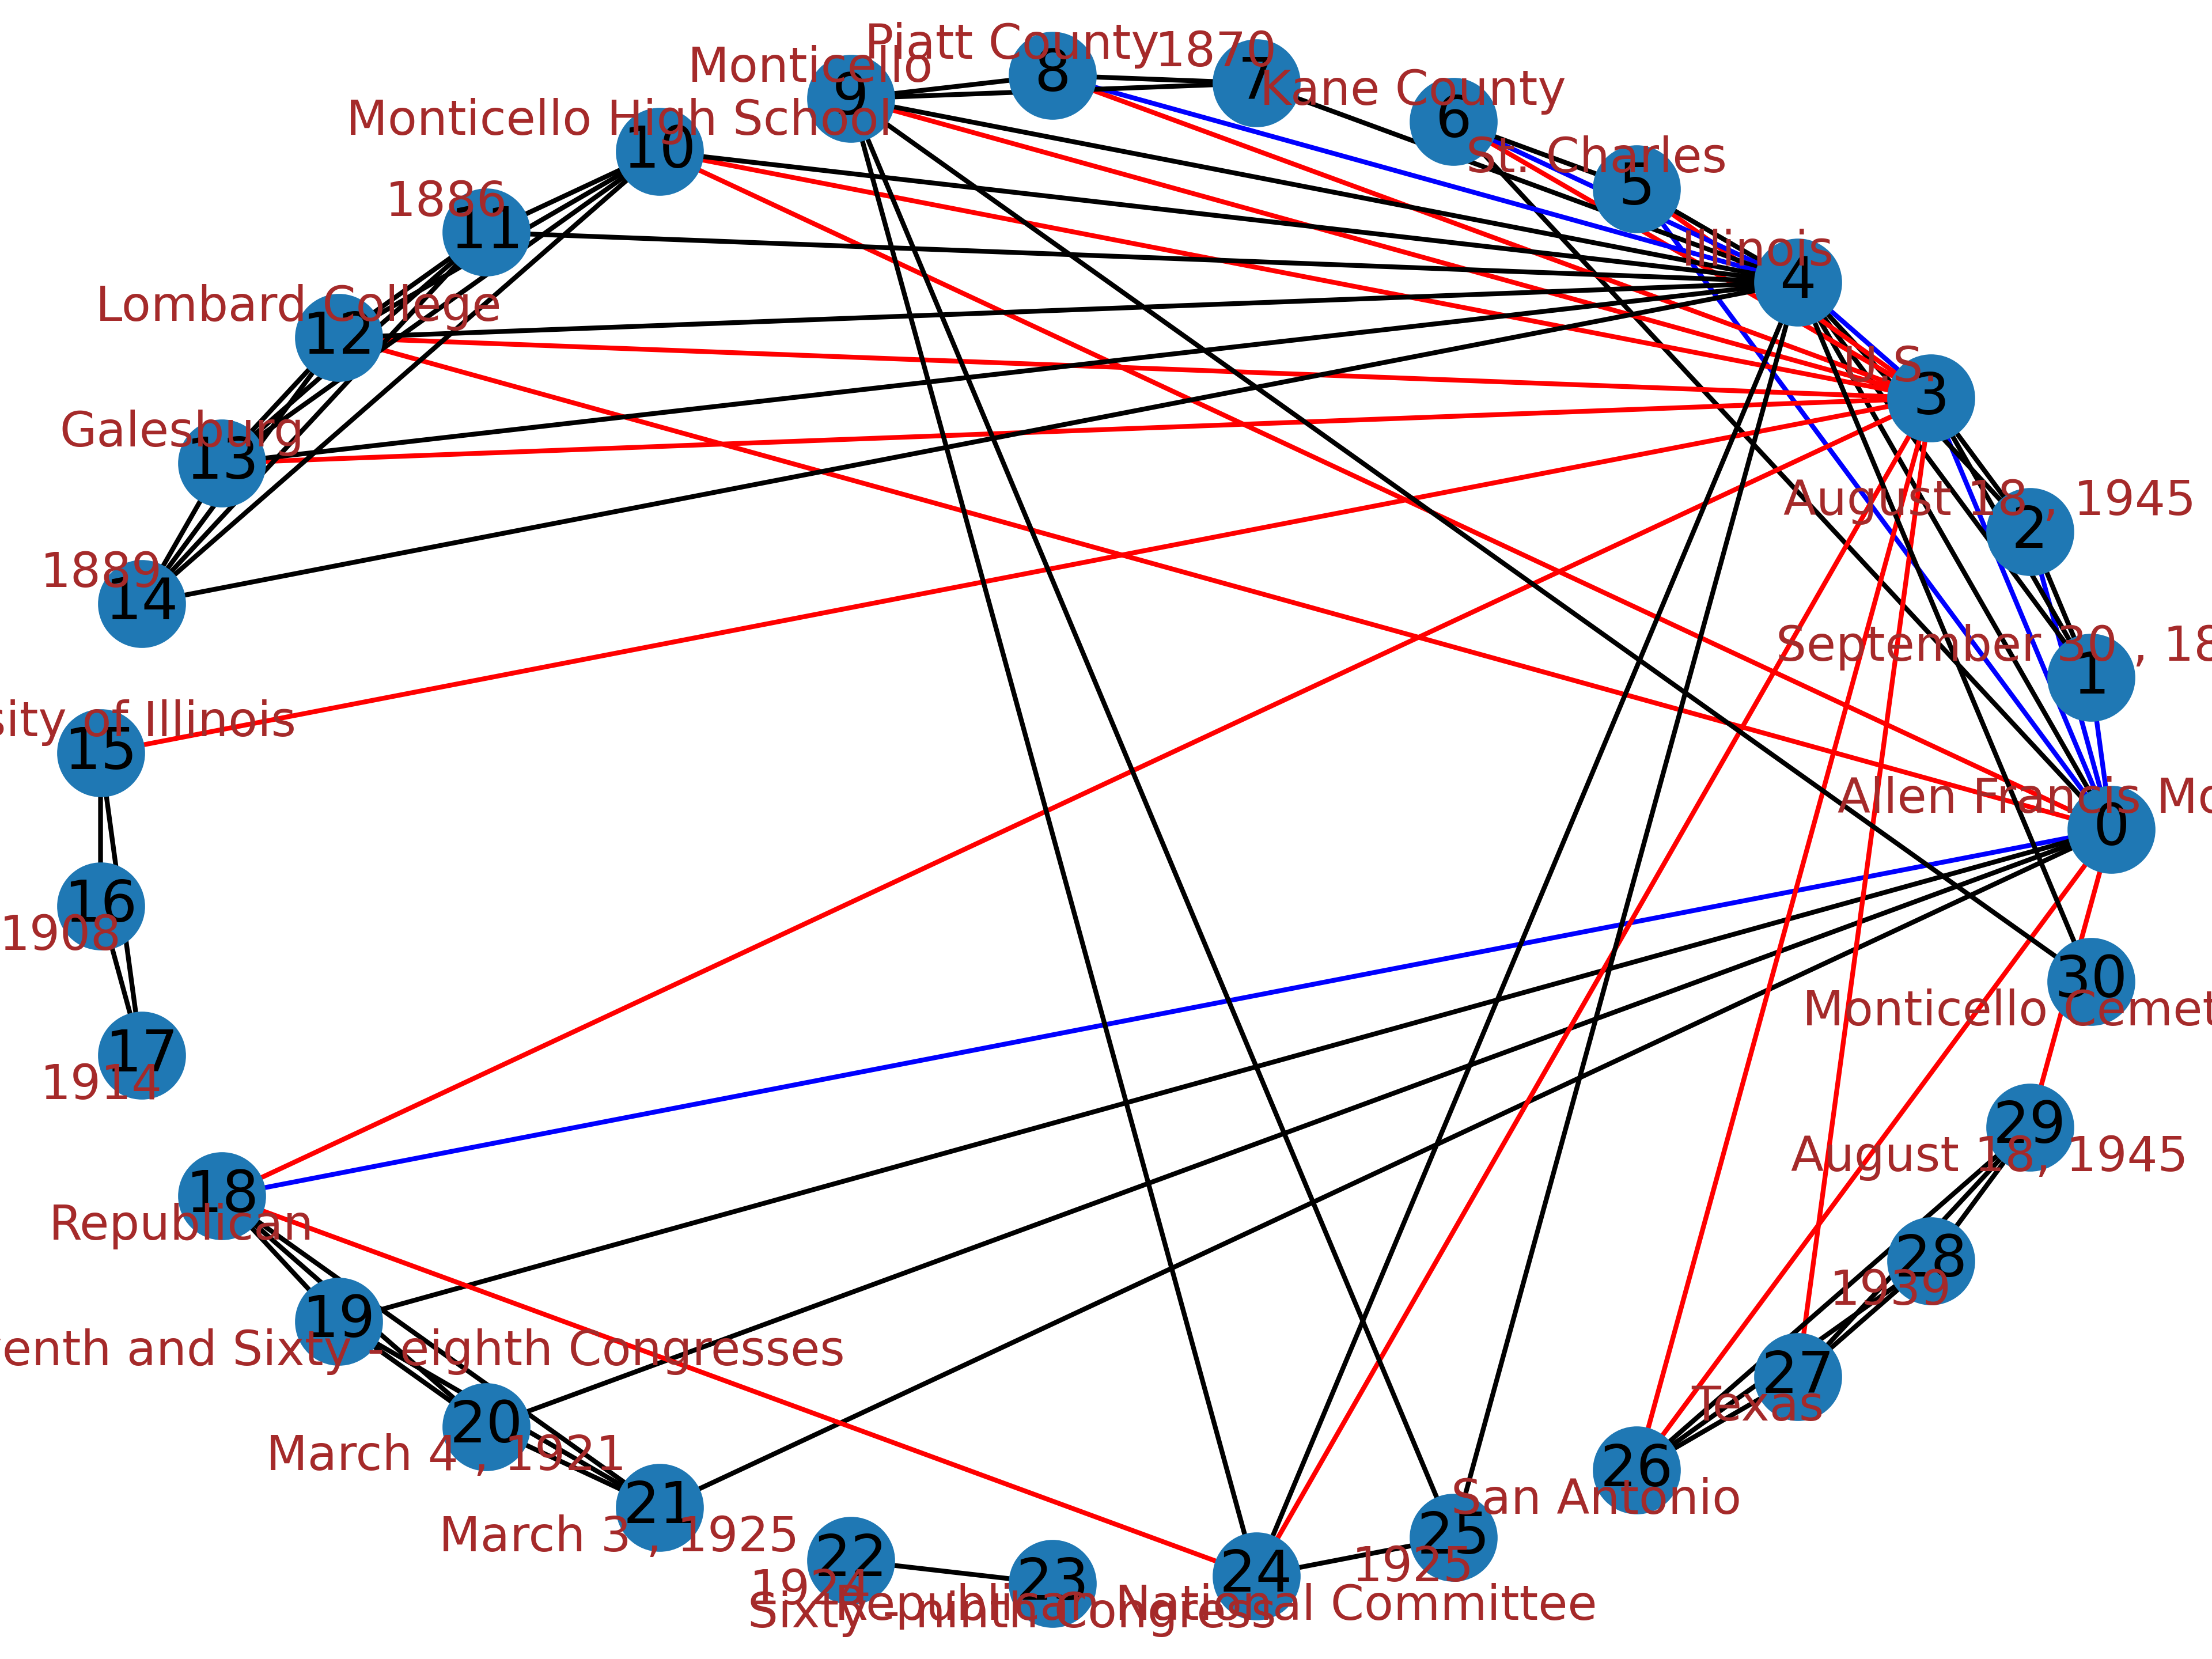 Piatt County
1870
8
7
Monticello
9
Kane County
6
Monticello High School
10
St. Charles
5
1886
11
Illinois
4
Lombard College
12
U.S.
3
Galesburg
13
August 18 , 1945
2
1889
14
September 30 , 18
1
sity of Illinois
15
Allen Francis Mo
0
16
1908
30
Monticello Cemet
17
1914
29
August 18, 1945
18
Republican
28
1939
19
enth and Sixty - eighth Congresses
27
Texas
20
March 4 , 1921
26
San Antonio
21
March 3 , 1925
25
1925
22
1924
23
Sixty - ninth Congress
24
Republican National Committee